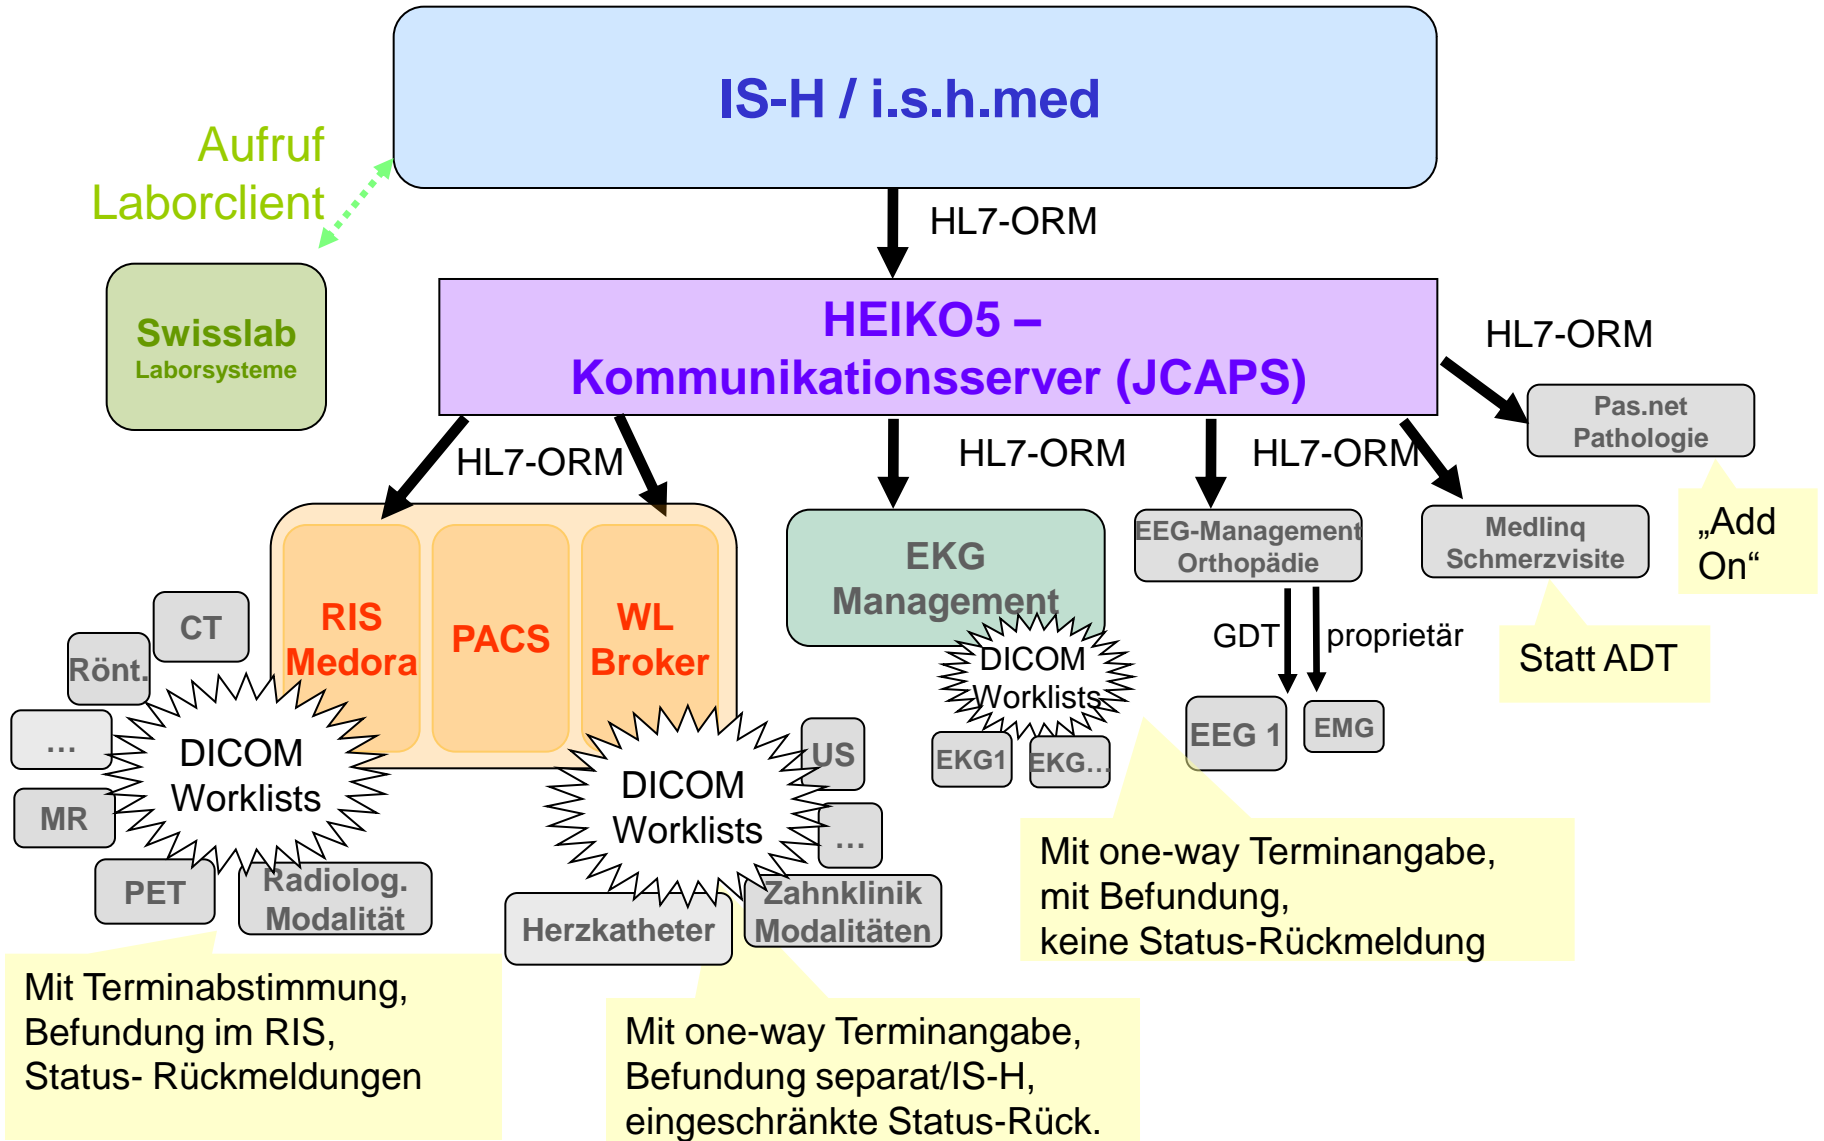 IS-H / i.s.h.med
Aufruf
Laborclient
HL7-ORM
Swisslab
Laborsysteme
HEIKO5 –
Kommunikationsserver (JCAPS)
HL7-ORM
Pas.net
Pathologie
HL7-ORM
HL7-ORM
HL7-ORM
„Add
On“
RIS
Medora
PACS
WL
Broker
EKG
Management
EEG-Management
Orthopädie
Medlinq
Schmerzvisite
Statt ADT
GDT
proprietär
CT
Rönt.
…
MR
PET
Radiolog.
Modalität
DICOM
Worklists
DICOM
Worklists
US
…
Zahnklinik
Modalitäten
Herzkatheter
DICOM
Worklists
EKG1
EKG…
EEG 1
EMG
Mit Terminabstimmung,
Befundung im RIS,
Status- Rückmeldungen
Mit one-way Terminangabe,
Befundung separat/IS-H,
eingeschränkte Status-Rück.
Mit one-way Terminangabe,
mit Befundung,
keine Status-Rückmeldung